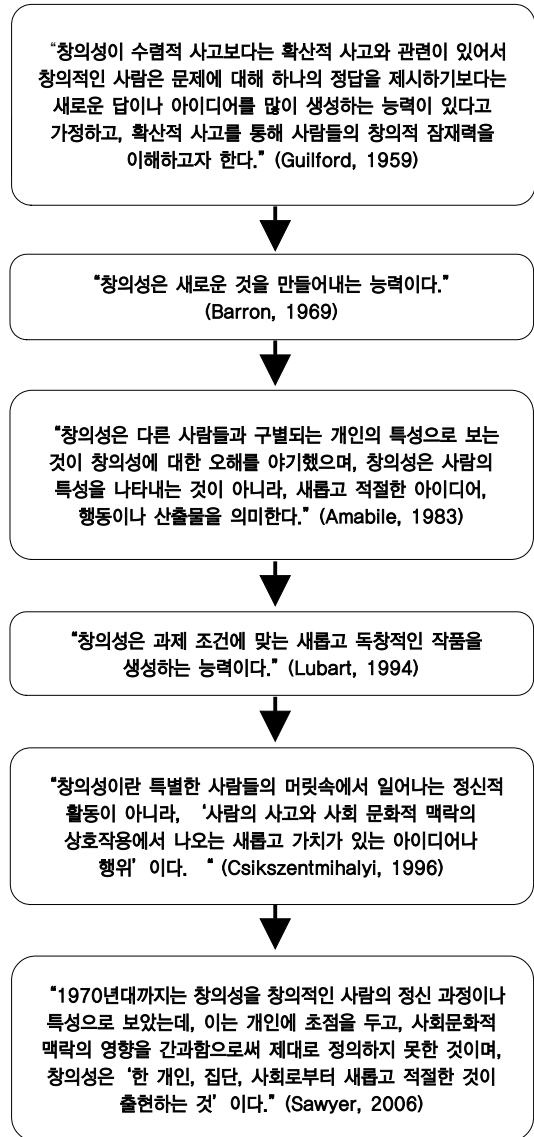 “창의성이 수렴적 사고보다는 확산적 사고와 관련이 있어서
창의적인 사람은 문제에 대해 하나의 정답을 제시하기보다는
새로운 답이나 아이디어를 많이 생성하는 능력이 있다고
가정하고, 확산적 사고를 통해 사람들의 창의적 잠재력을
이해하고자 한다.” (Guilford, 1959)
“창의성은 새로운 것을 만들어내는 능력이다.”
(Barron, 1969)
“창의성은 다른 사람들과 구별되는 개인의 특성으로 보는
것이 창의성에 대한 오해를 야기했으며, 창의성은 사람의
특성을 나타내는 것이 아니라, 새롭고 적절한 아이디어,
행동이나 산출물을 의미한다.” (Amabile, 1983)
“창의성은 과제 조건에 맞는 새롭고 독창적인 작품을
생성하는 능력이다.” (Lubart, 1994)
“창의성이란 특별한 사람들의 머릿속에서 일어나는 정신적
활동이 아니라, ‘사람의 사고와 사회 문화적 맥락의
상호작용에서 나오는 새롭고 가치가 있는 아이디어나
행위’ 이다. “ (Csikszentmihalyi, 1996)
“1970년대까지는 창의성을 창의적인 사람의 정신 과정이나
특성으로 보았는데, 이는 개인에 초점을 두고, 사회문화적
맥락의 영향을 간과함으로써 제대로 정의하지 못한 것이며,
창의성은 ‘한 개인, 집단, 사회로부터 새롭고 적절한 것이
출현하는 것’ 이다.” (Sawyer, 2006)